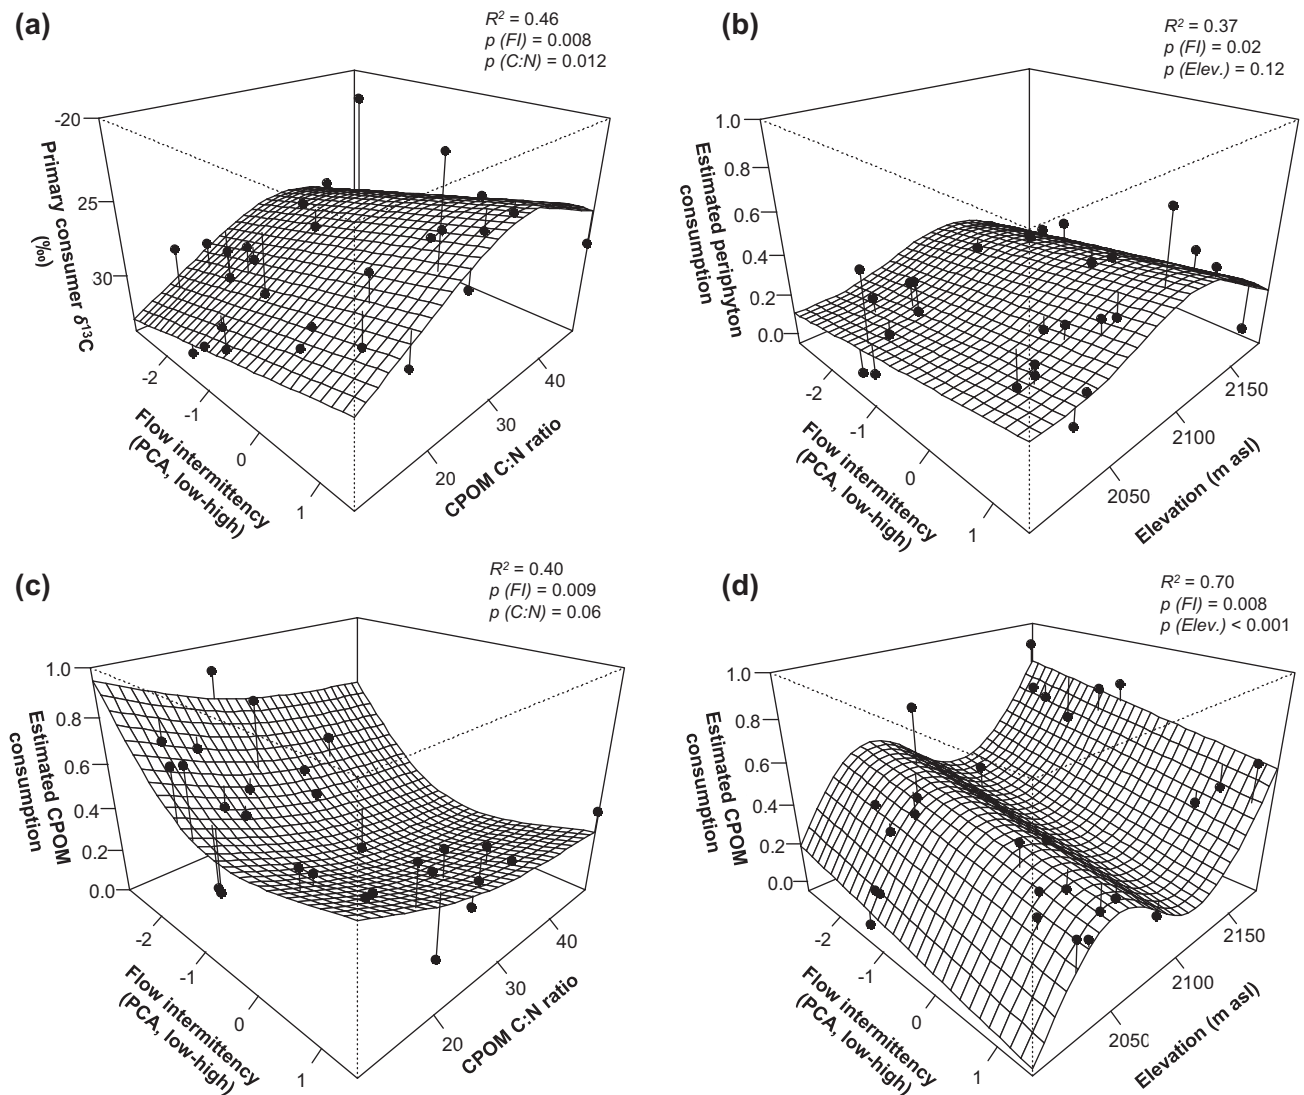 (a)
R² = 0.46
p (FI) = 0.008
p (C:N) = 0.012
-20
25
30
Primary consumer δ¹³C
(‰)
-2
-1
0
1
Flow intermittency
(PCA, low-high)
20
30
40
CPOM C:N ratio
(b)
R² = 0.37
p (FI) = 0.02
p (Elev.) = 0.12
1.0
0.8
0.6
0.4
0.2
0.0
Estimated periphyton
consumption
-2
-1
0
1
Flow intermittency
(PCA, low-high)
2050
2100
2150
Elevation (m asl)
(c)
R² = 0.40
p (FI) = 0.009
p (C:N) = 0.06
1.0
0.8
0.6
0.4
0.2
0.0
Estimated CPOM
consumption
-2
-1
0
1
Flow intermittency
(PCA, low-high)
20
30
40
CPOM C:N ratio
(d)
R² = 0.70
p (FI) = 0.008
p (Elev.) < 0.001
1.0
0.8
0.6
0.4
0.2
0.0
Estimated CPOM
consumption
-2
-1
0
1
Flow intermittency
(PCA, low-high)
2050
2100
2150
Elevation (m asl)